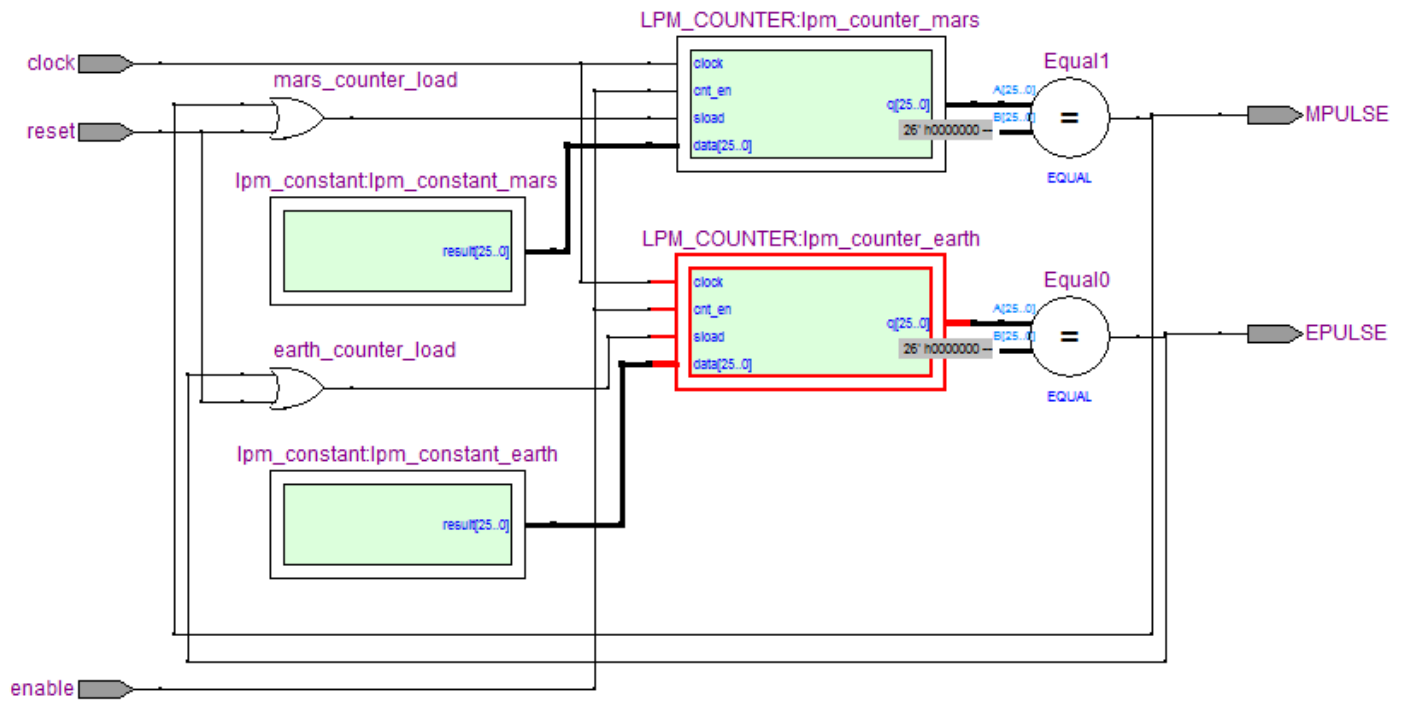 LPM_COUNTER:lpm_counter_mars
clock
mars_counter_load
clock
Equal1
cnt_en
A[25..0]
q[25..0]
reset
sload
B[25..0]
=
MPULSE
26' h0000000 --
data[25..0]
lpm_constant:lpm_constant_mars
EQUAL
result[25..0]
LPM_COUNTER:lpm_counter_earth
clock
Equal0
cnt_en
A[25..0]
q[25..0]
sload
B[25..0]
=
EPULSE
26' h0000000 --
earth_counter_load
data[25..0]
EQUAL
lpm_constant:lpm_constant_earth
result[25..0]
enable